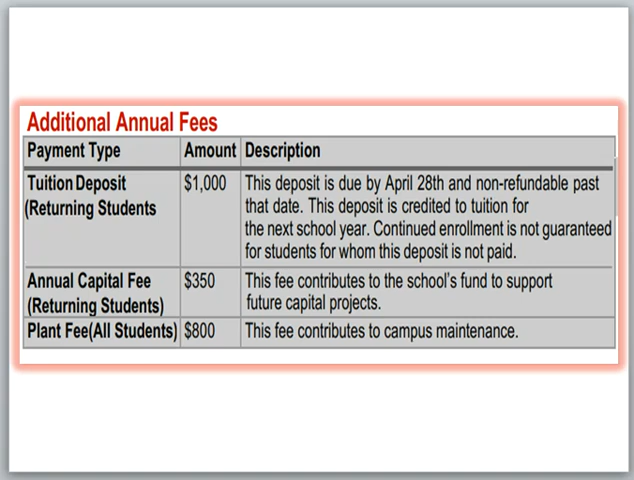 Additional Annual Fees
Payment Type Amount Description
Tuition Deposit $1,000 This deposit is due by April 28th and non-refundable past
(Returning Students that date. This deposit is credited to tuition for
the next school year. Continued enrollment is not guaranteed
for students for whom this deposit is not paid.
Annual Capital Fee $350 This fee contributes to the school's fund to support
(Returning Students) future capital projects.
Plant Fee(All Students) $800 This fee contributes to campus maintenance.